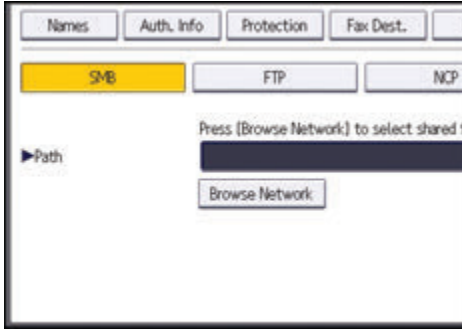 Names Auth. Info Protection Fax Dest.
SMB FTP NCP
Press [Browse Network] to select shared
▶Path
Browse Network